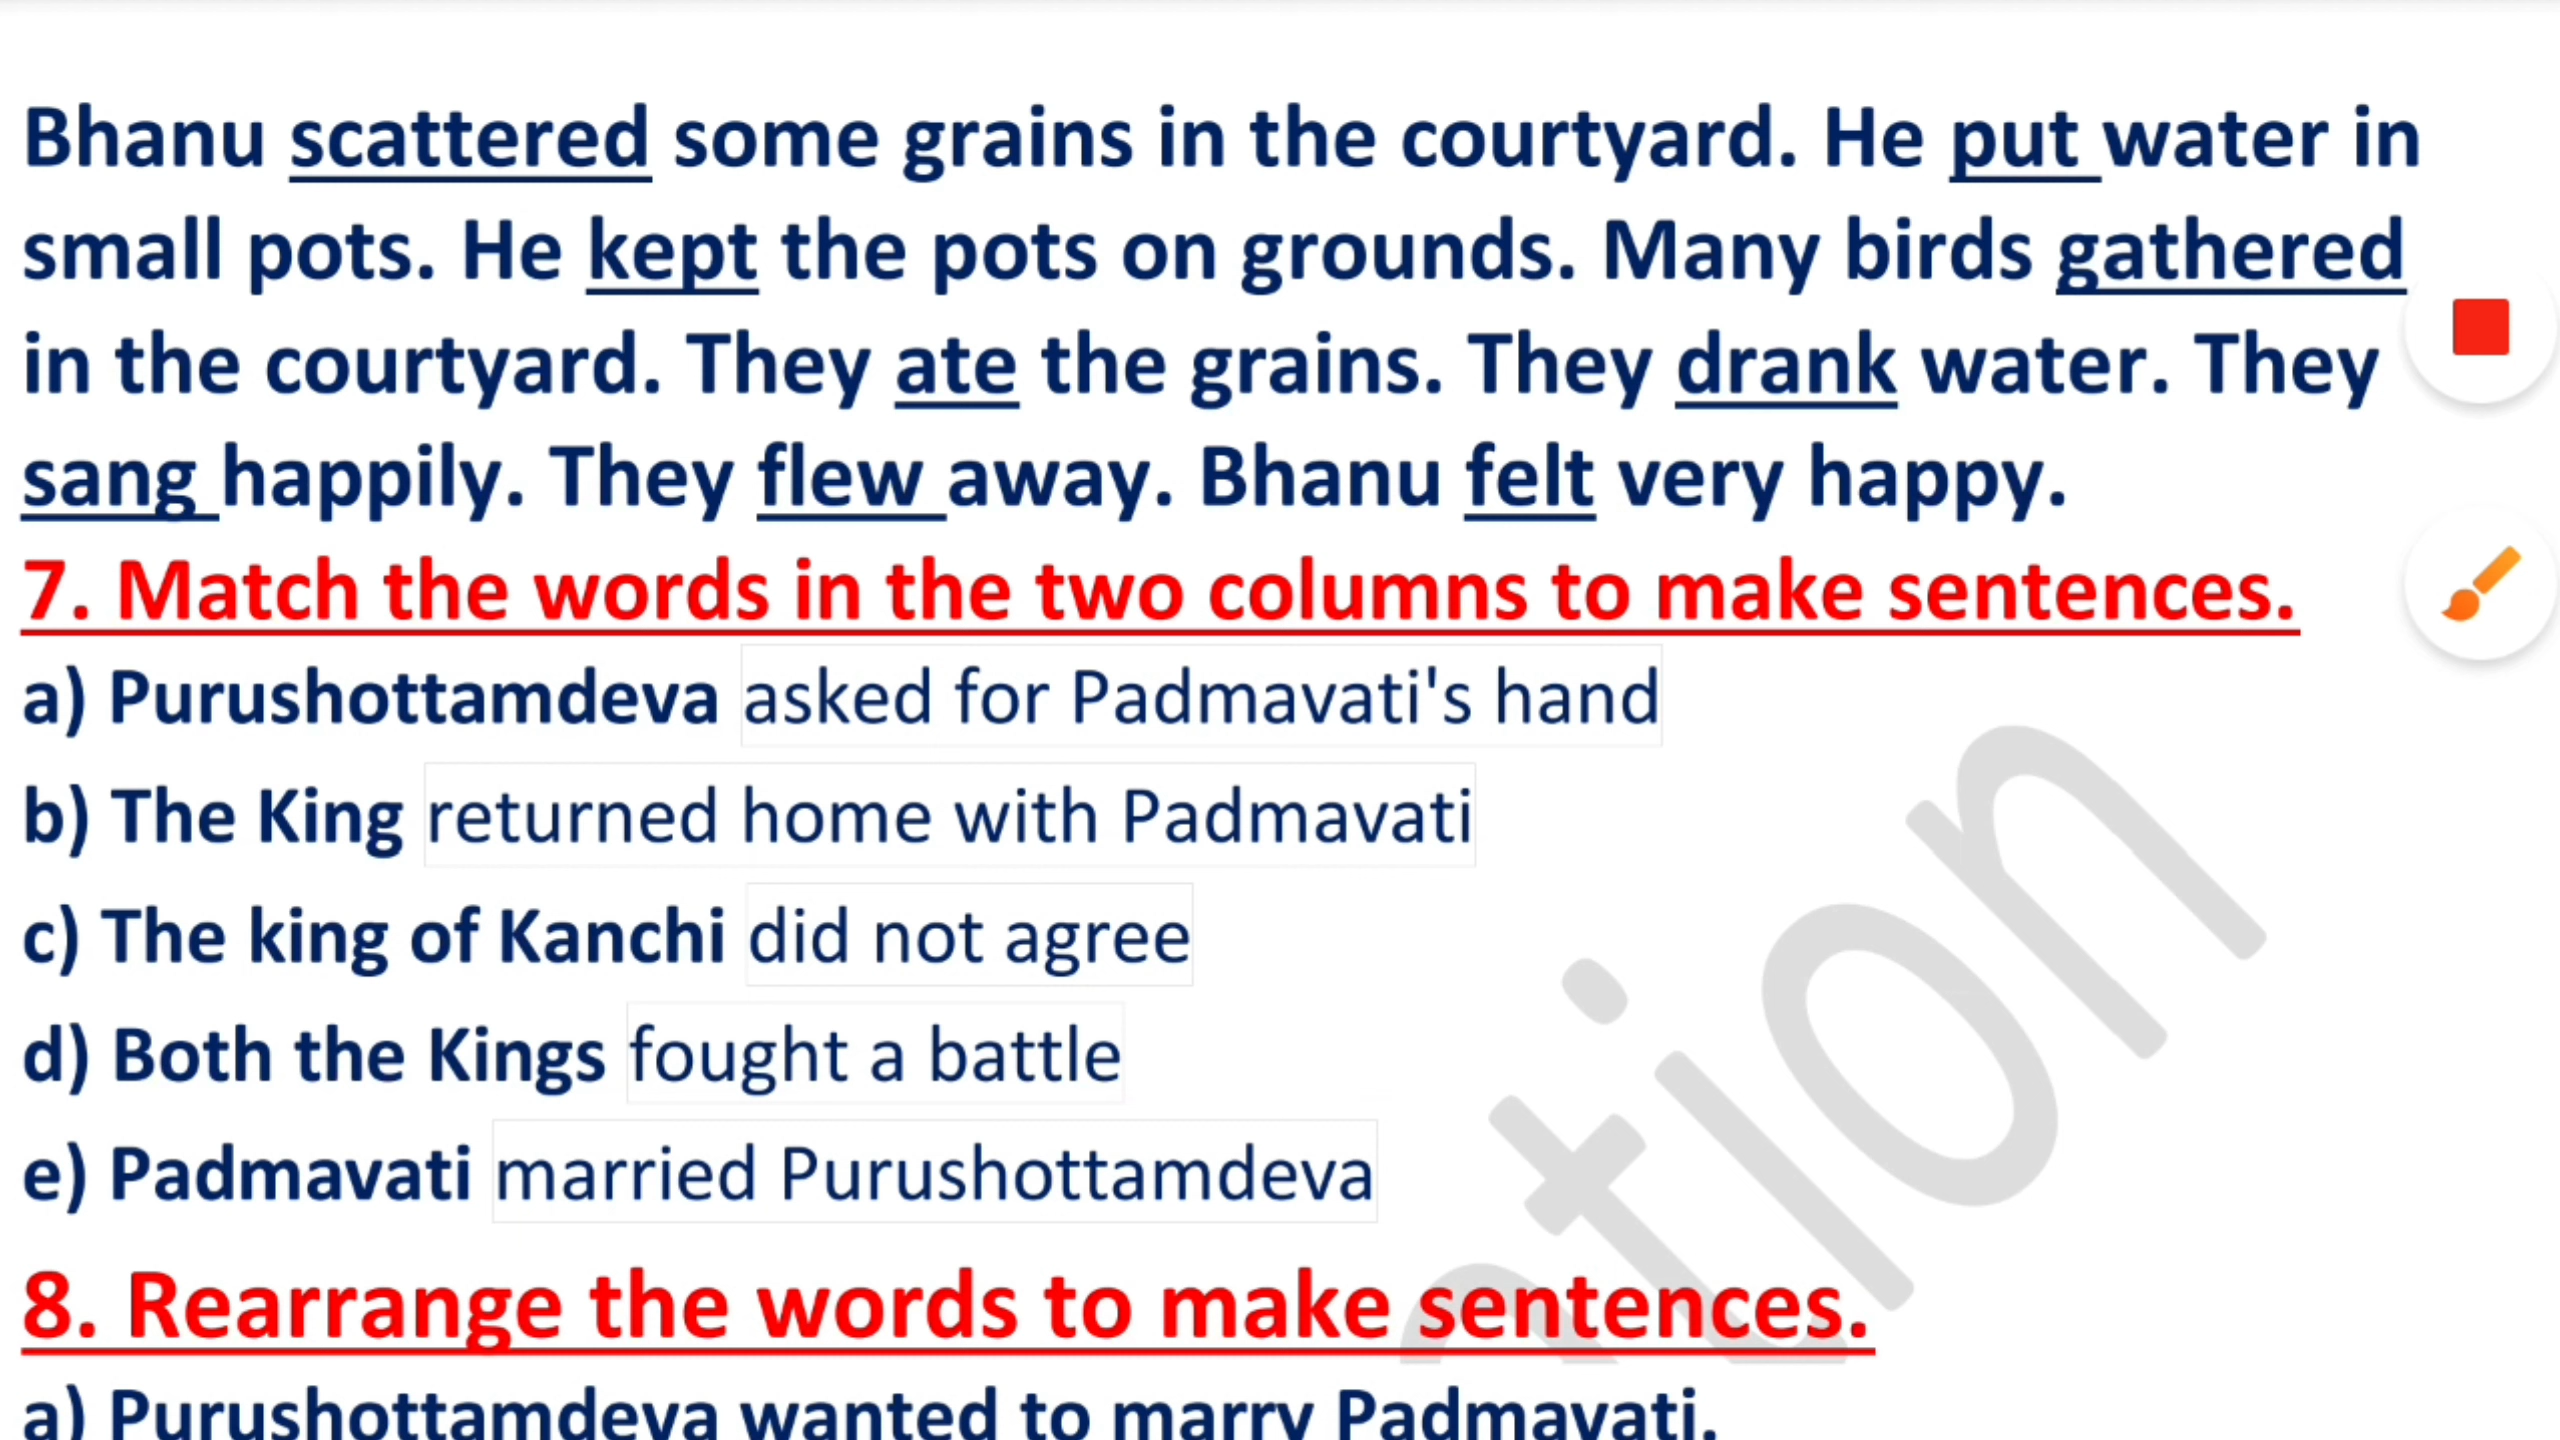 Bhanu scattered some grains in the courtyard. He put water in
small pots. He kept the pots on grounds. Many birds gathered
in the courtyard. They ate the grains. They drank water. They
sang happily. They flew away. Bhanu felt very happy.
7. Match the words in the two columns to make sentences.
a) Purushottamdeva asked for Padmavati's hand
b) The King returned home with Padmavati
c) The king of Kanchi did not agree
d) Both the Kings fought a battle
e) Padmavati married Purushottamdeva
8. Rearrange the words to make sentences.
a) Purushottamdeva wanted to marry Padmavati.